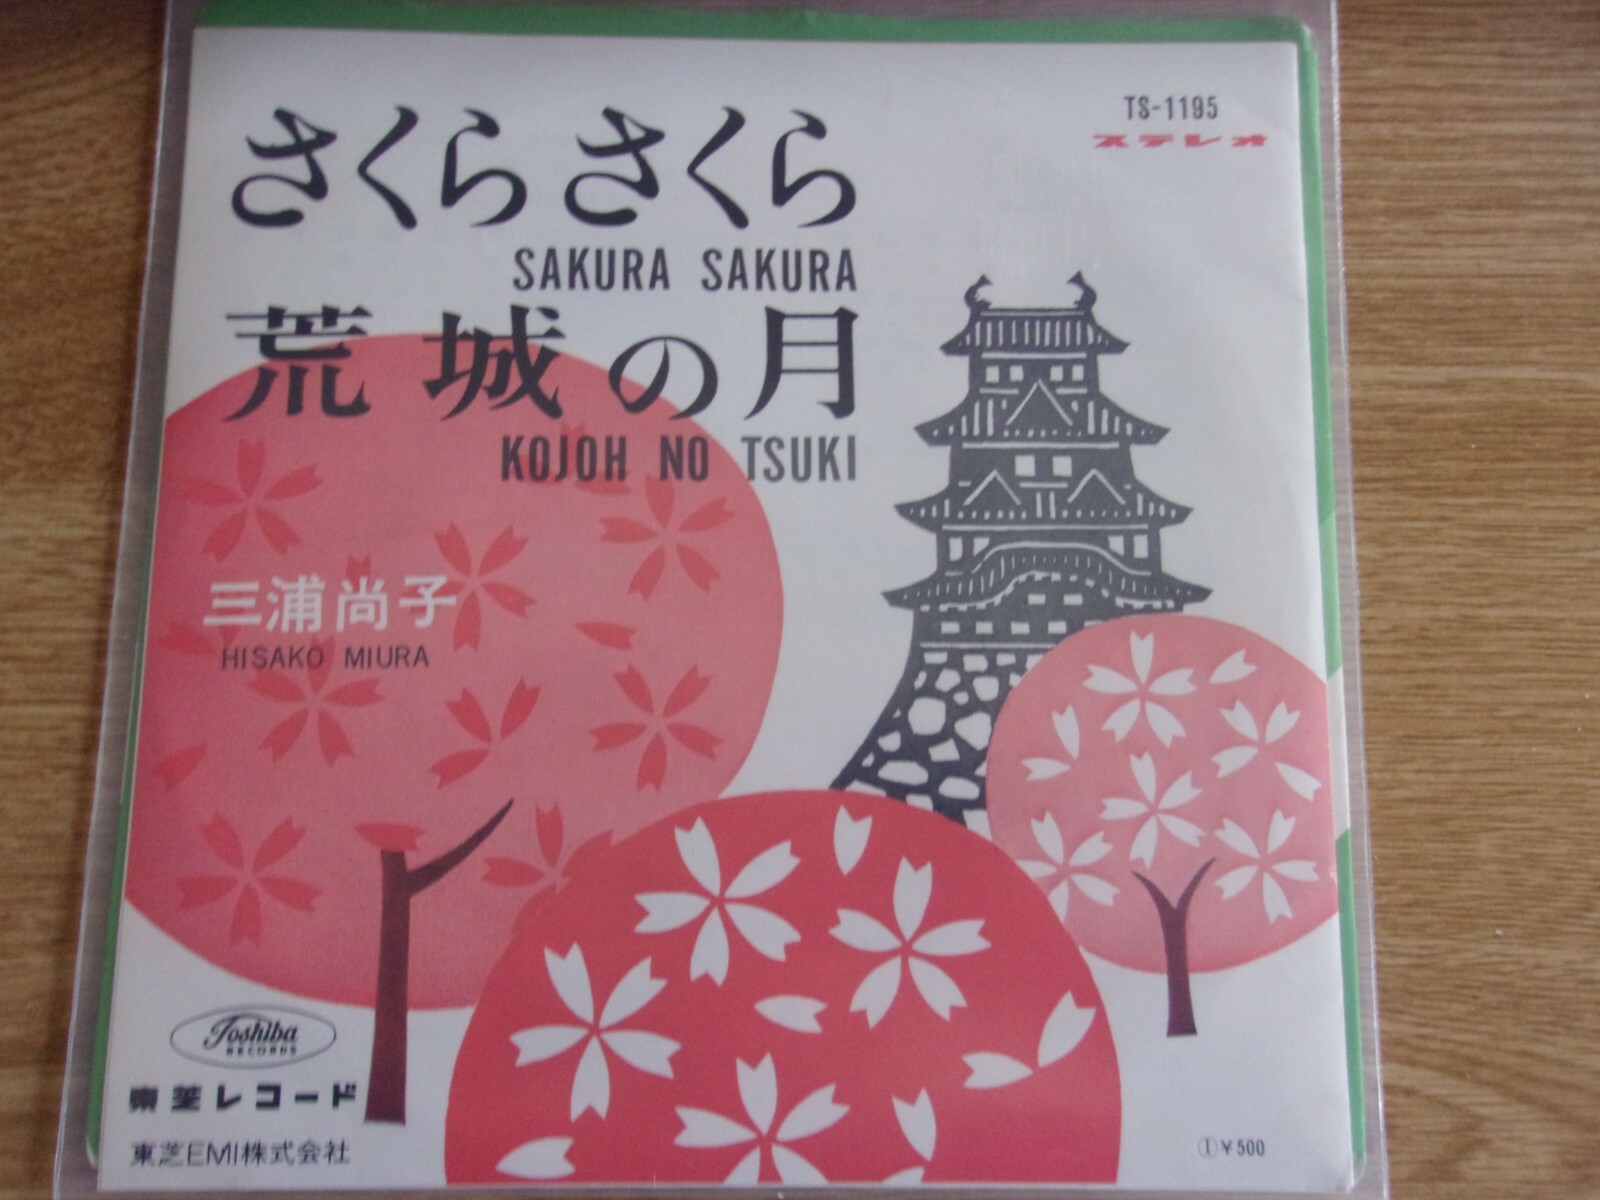 TS-1195
ステレオ
さくらさくら
SAKURA SAKURA
荒城の月
KOJOH NO TSUKI
三浦尚子
HISAKO MIURA
Toshiba
RECORDS
東芝レコード
東芝EMI株式会社
①¥500